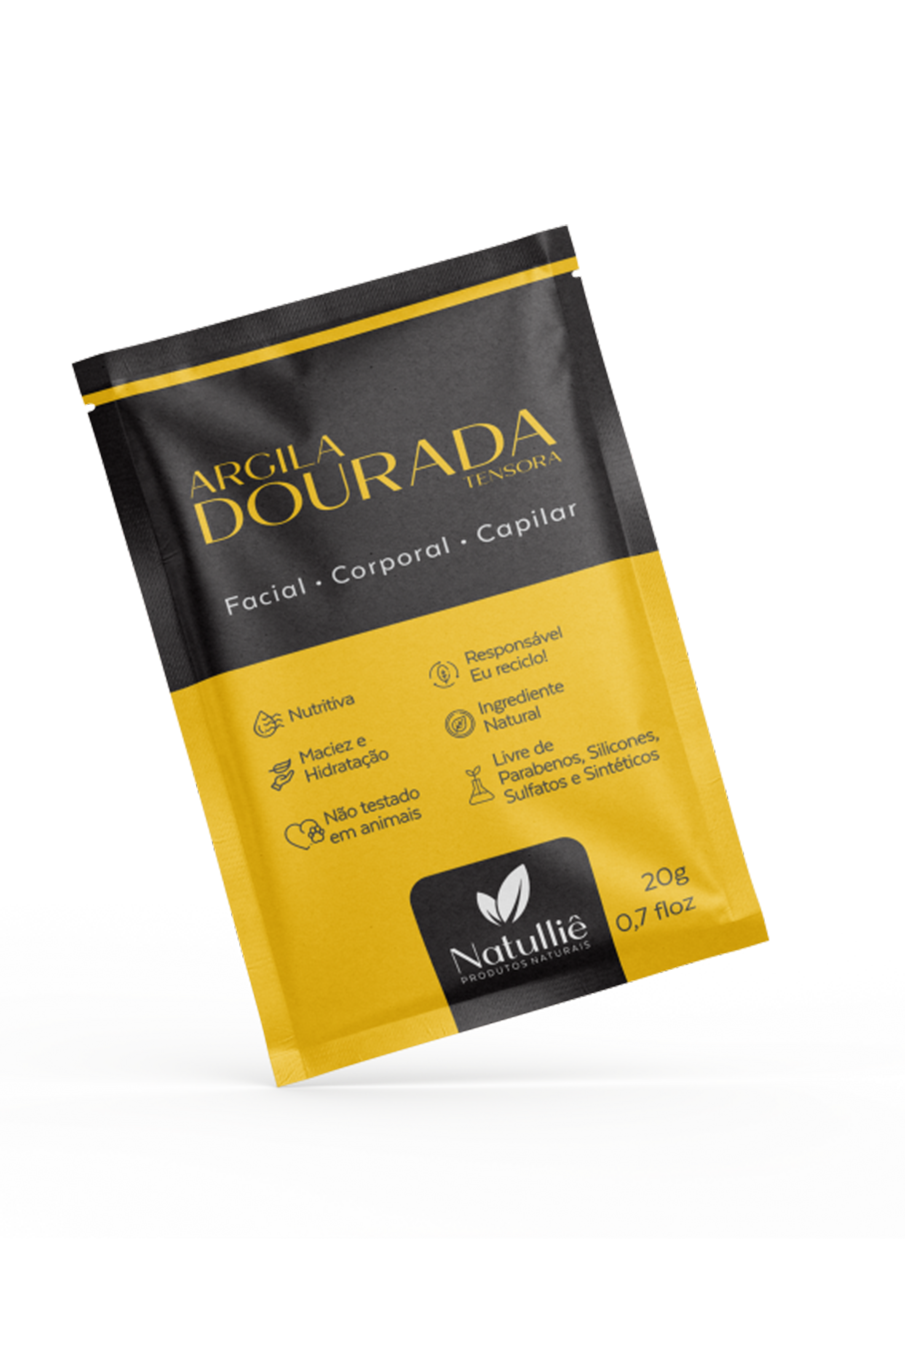 ARGILA
DOURADA
TENSORA
Facial • Corporal • Capilar
Nutritiva
Maciez e
Hidratação
Não testado
em animais
Responsável
Eu reciclo!
Ingrediente
Natural
Livre de
Parabenos, Silicones,
Sulfatos e Sintéticos
20g
0,7 floz
Natulliê
PRODUTOS NATURAIS